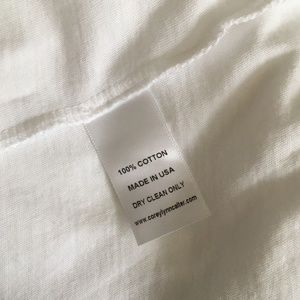 100% COTTON
MADE IN USA
DRY CLEAN ONLY
www.coreylynncalter.com